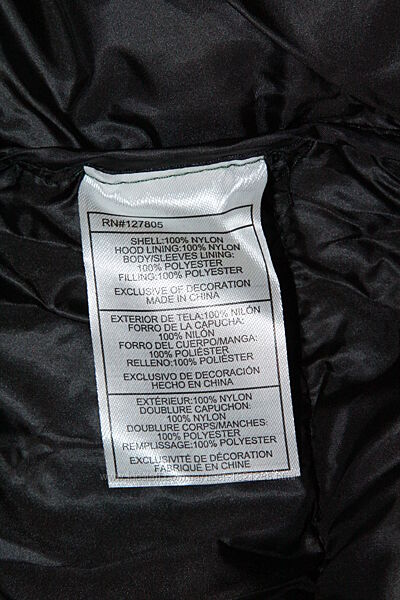 RN#127805
SHELL:100% NYLON
HOOD LINING:100% NYLON
BODY/SLEEVES LINING:
100% POLYESTER
FILLING:100% POLYESTER
EXCLUSIVE OF DECORATION
MADE IN CHINA
EXTERIOR DE TELA:100% NILÓN
FORRO DE LA CAPUCHA:
100% NILÓN
FORRO DEL CUERPO/MANGA:
100% POLIÉSTER
RELLENO:100% POLIÉSTER
EXCLUSIVO DE DECORACIÓN
HECHO EN CHINA
EXTÉRIEUR:100% NYLON
DOUBLURE CAPUCHON:
100% NYLON
DOUBLURE CORPS/MANCHES:
100% POLYESTER
REMPLISSAGE:100% POLYESTER
EXCLUSIVITÉ DE DÉCORATION
FABRIQUÉ EN CHINE